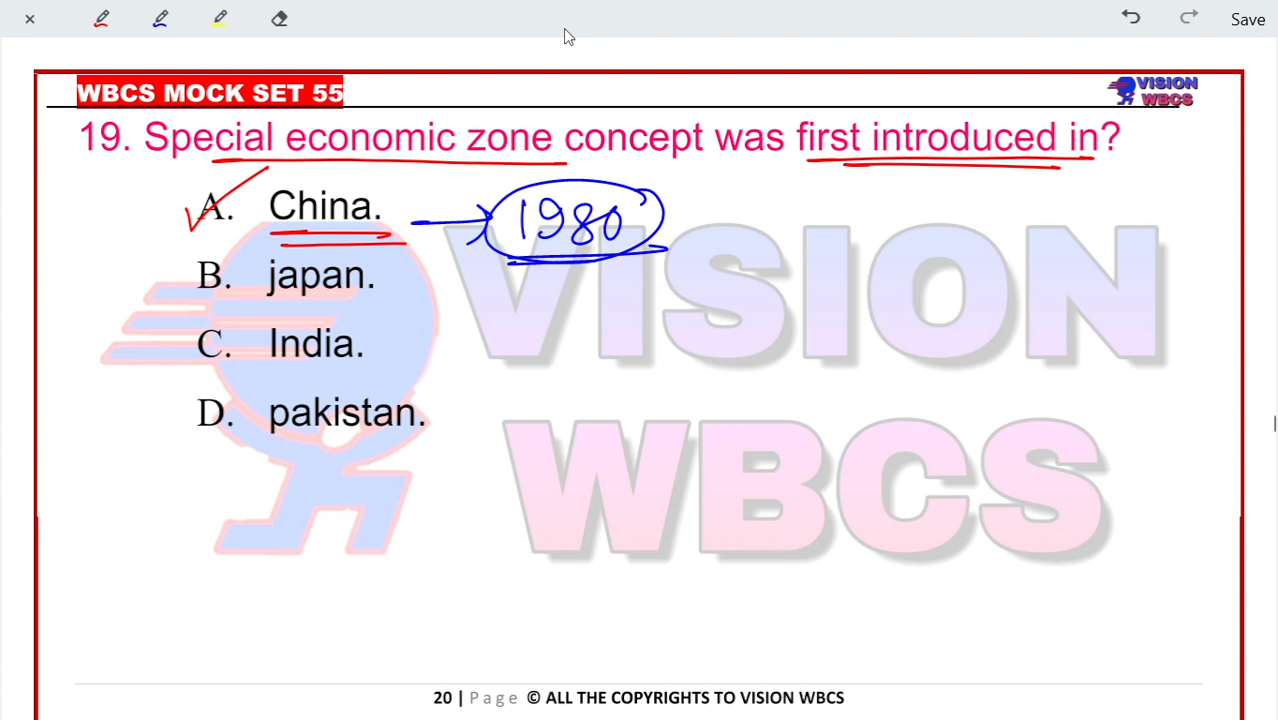 Save
WBCS MOCK SET 55
VISION
WBCS
19. Special economic zone concept was first introduced in?
A. China.
1980
B. japan.
C. India.
D. pakistan.
VISION
WBCS
20 | Page © ALL THE COPYRIGHTS TO VISION WBCS